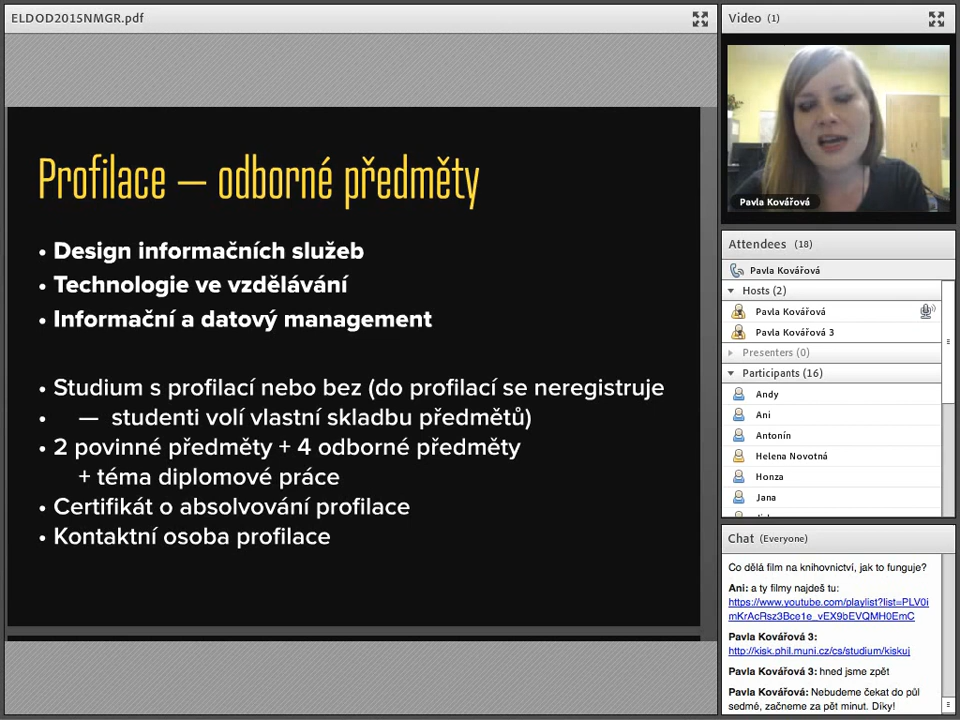 ELDOD2015NMGR.pdf
Profilace — odborné předměty
• Design informačních služeb
• Technologie ve vzdělávání
• Informační a datový management
• Studium s profilací nebo bez (do profilací se neregistruje
• — studenti volí vlastní skladbu předmětů)
• 2 povinné předměty + 4 odborné předměty
+ téma diplomové práce
• Certifikát o absolvování profilace
• Kontaktní osoba profilace
Video (1)
Pavla Kovářová
Attendees (18)
Pavla Kovářová
Hosts (2)
Pavla Kovářová
Pavla Kovářová 3
Presenters (0)
Participants (16)
Andy
Ani
Antonín
Helena Novotná
Honza
Jana
Chat (Everyone)
Co dělá film na knihovnictví, jak to funguje?
Ani: a ty filmy najdeš tu:
https://www.youtube.com/playlist?list=PLV0i
mKrAcRsz3Bce1e_vEX9bEVQMH0EmC
Pavla Kovářová 3:
http://kisk.phil.muni.cz/cs/studium/kiskuj
Pavla Kovářová 3: hned jsme zpět
Pavla Kovářová: Nebudeme čekat do půl
sedmé, začneme za pět minut. Díky!